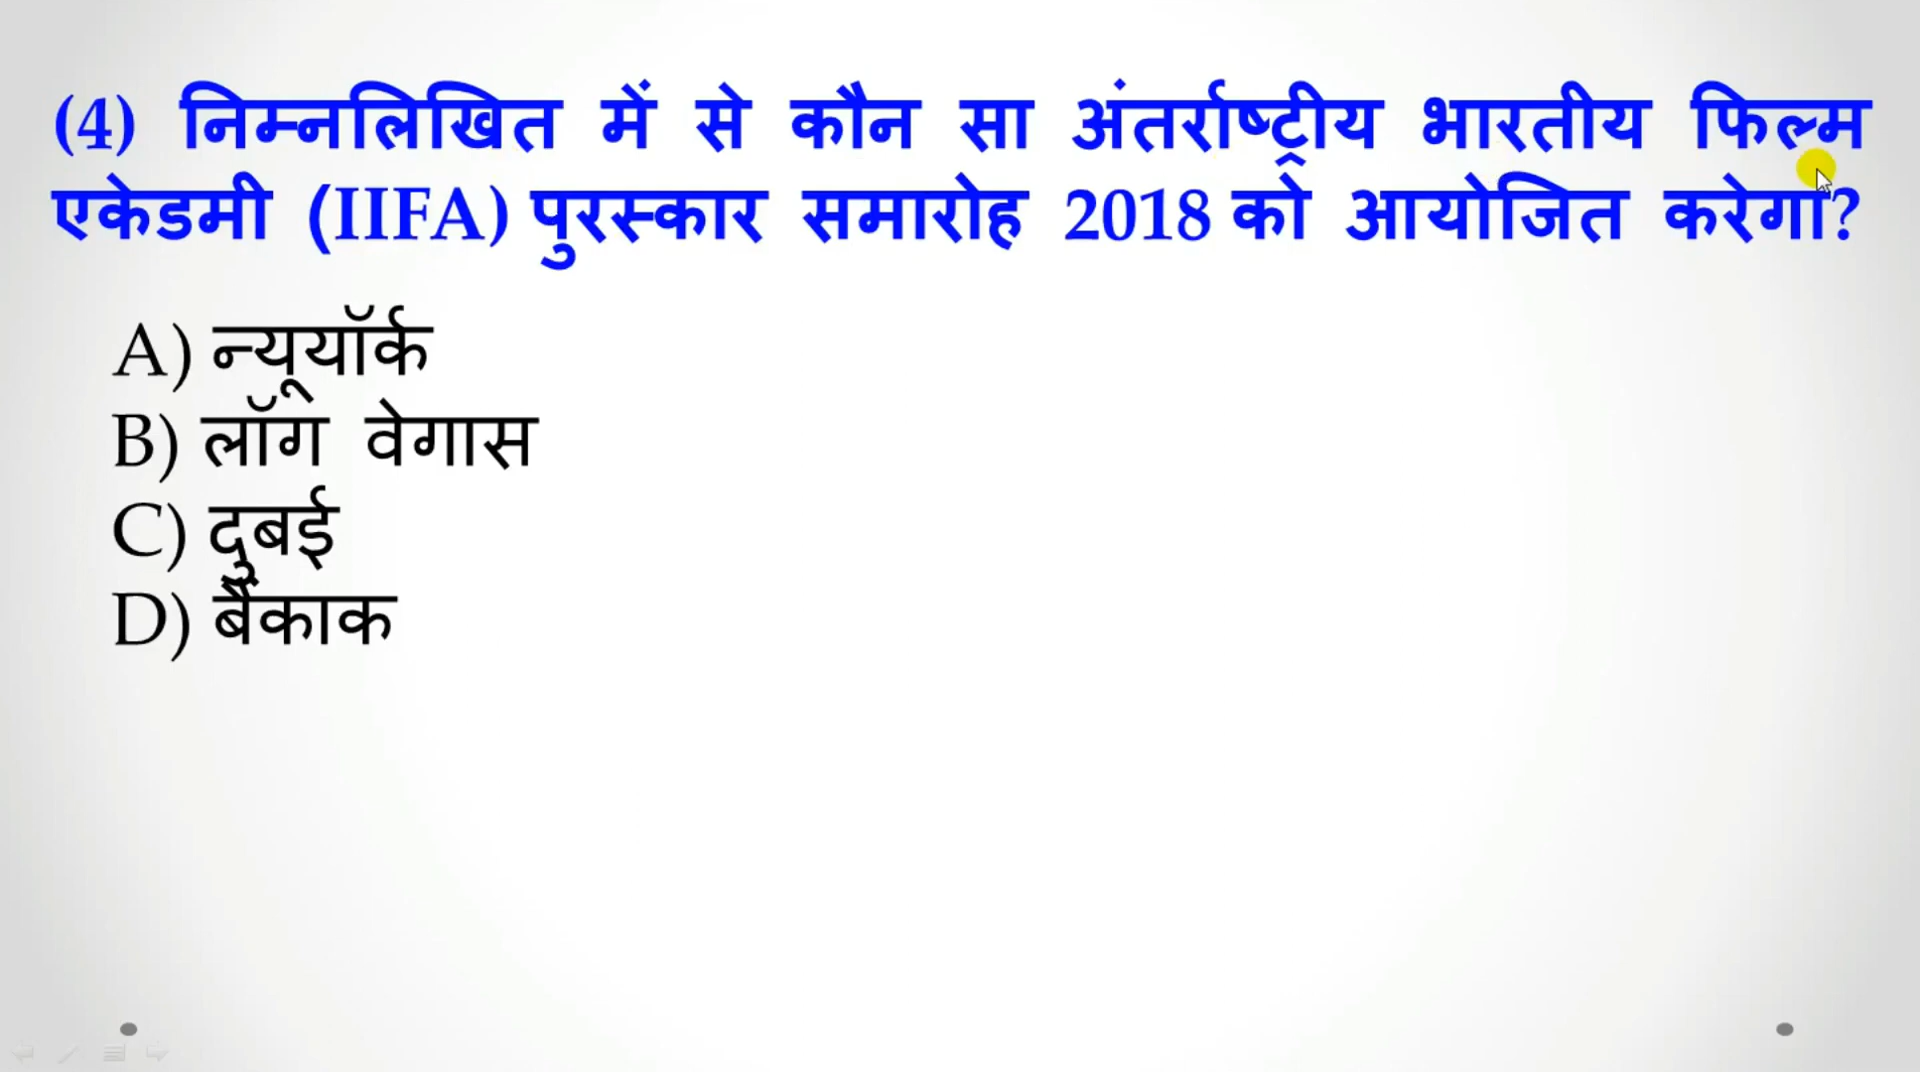 (4) निम्नलिखित में से कौन सा अंतर्राष्ट्रीय भारतीय फिल्म
एकेडमी (IIFA) पुरस्कार समारोह 2018 को आयोजित करेगा?
A) न्यूयॉर्क
B) लॉग वेगास
C) दुबई
D) बैंकाक